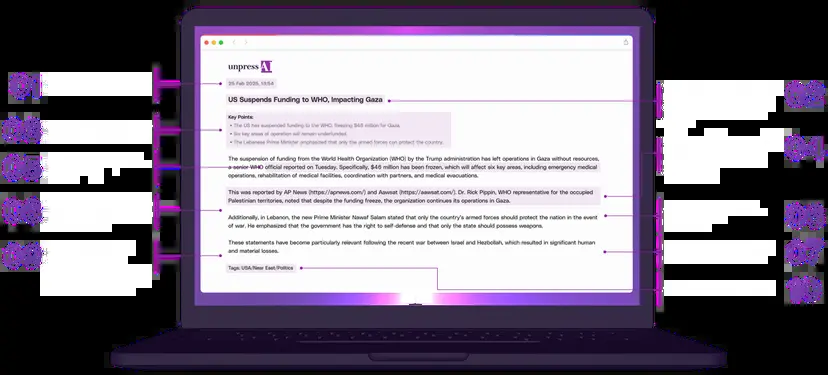 unpress AI
25 Feb 2025, 15:54
US Suspends Funding to WHO, Impacting Gaza
Key Points:
• The US has suspended funding to the WHO, freezing $46 million for Gaza.
• Six key areas of operation will remain underfunded.
• The Lebanese Prime Minister emphasized that only the armed forces can protect the country.
The suspension of funding from the World Health Organization (WHO) by the Trump administration has left operations in Gaza without resources,
a senior WHO official reported on Tuesday. Specifically, $46 million has been frozen, which will affect six key areas, including emergency medical
operations, rehabilitation of medical facilities, coordination with partners, and medical evacuations.
This was reported by AP News (https://apnews.com/) and Aawsat (https://aawsat.com/). Dr. Rick Pippin, WHO representative for the occupied
Palestinian territories, noted that despite the funding freeze, the organization continues its operations in Gaza.
Additionally, in Lebanon, the new Prime Minister Nawaf Salam stated that only the country's armed forces should protect the nation in the event
of war. He emphasized that the government has the right to self-defense and that only the state should possess weapons.
These statements have become particularly relevant following the recent war between Israel and Hezbollah, which resulted in significant human
and material losses.
Tags: USA/Near East/Politics